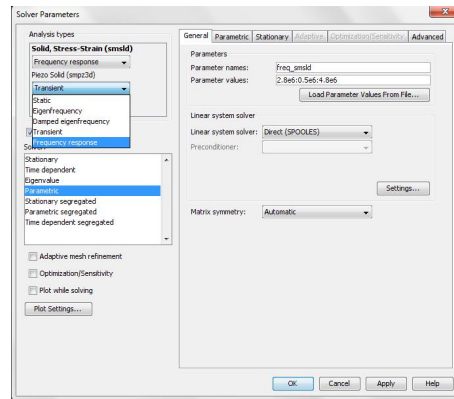 Solver Parameters
Analysis types
Solid, Stress-Strain (smsld)
Frequency response
Piezo Solid (smpz3d)
Transient
Static
Eigenfrequency
Damped eigenfrequency
Transient
Frequency response
Stationary
Time dependent
Eigenvalue
Parametric
Stationary segregated
Parametric segregated
Time dependent segregated
Adaptive mesh refinement
Optimization/Sensitivity
Plot while solving
Plot Settings...
General Parametric Stationary Adaptive Optimization/Sensitivity Advanced
Parameters
Parameter names: freq_smsld
Parameter values: 2.8e6:0.5e6:4.8e6
Load Parameter Values From File...
Linear system solver
Linear system solver: Direct (SPOOLES)
Preconditioner:
Settings...
Matrix symmetry: Automatic
OK Cancel Apply Help